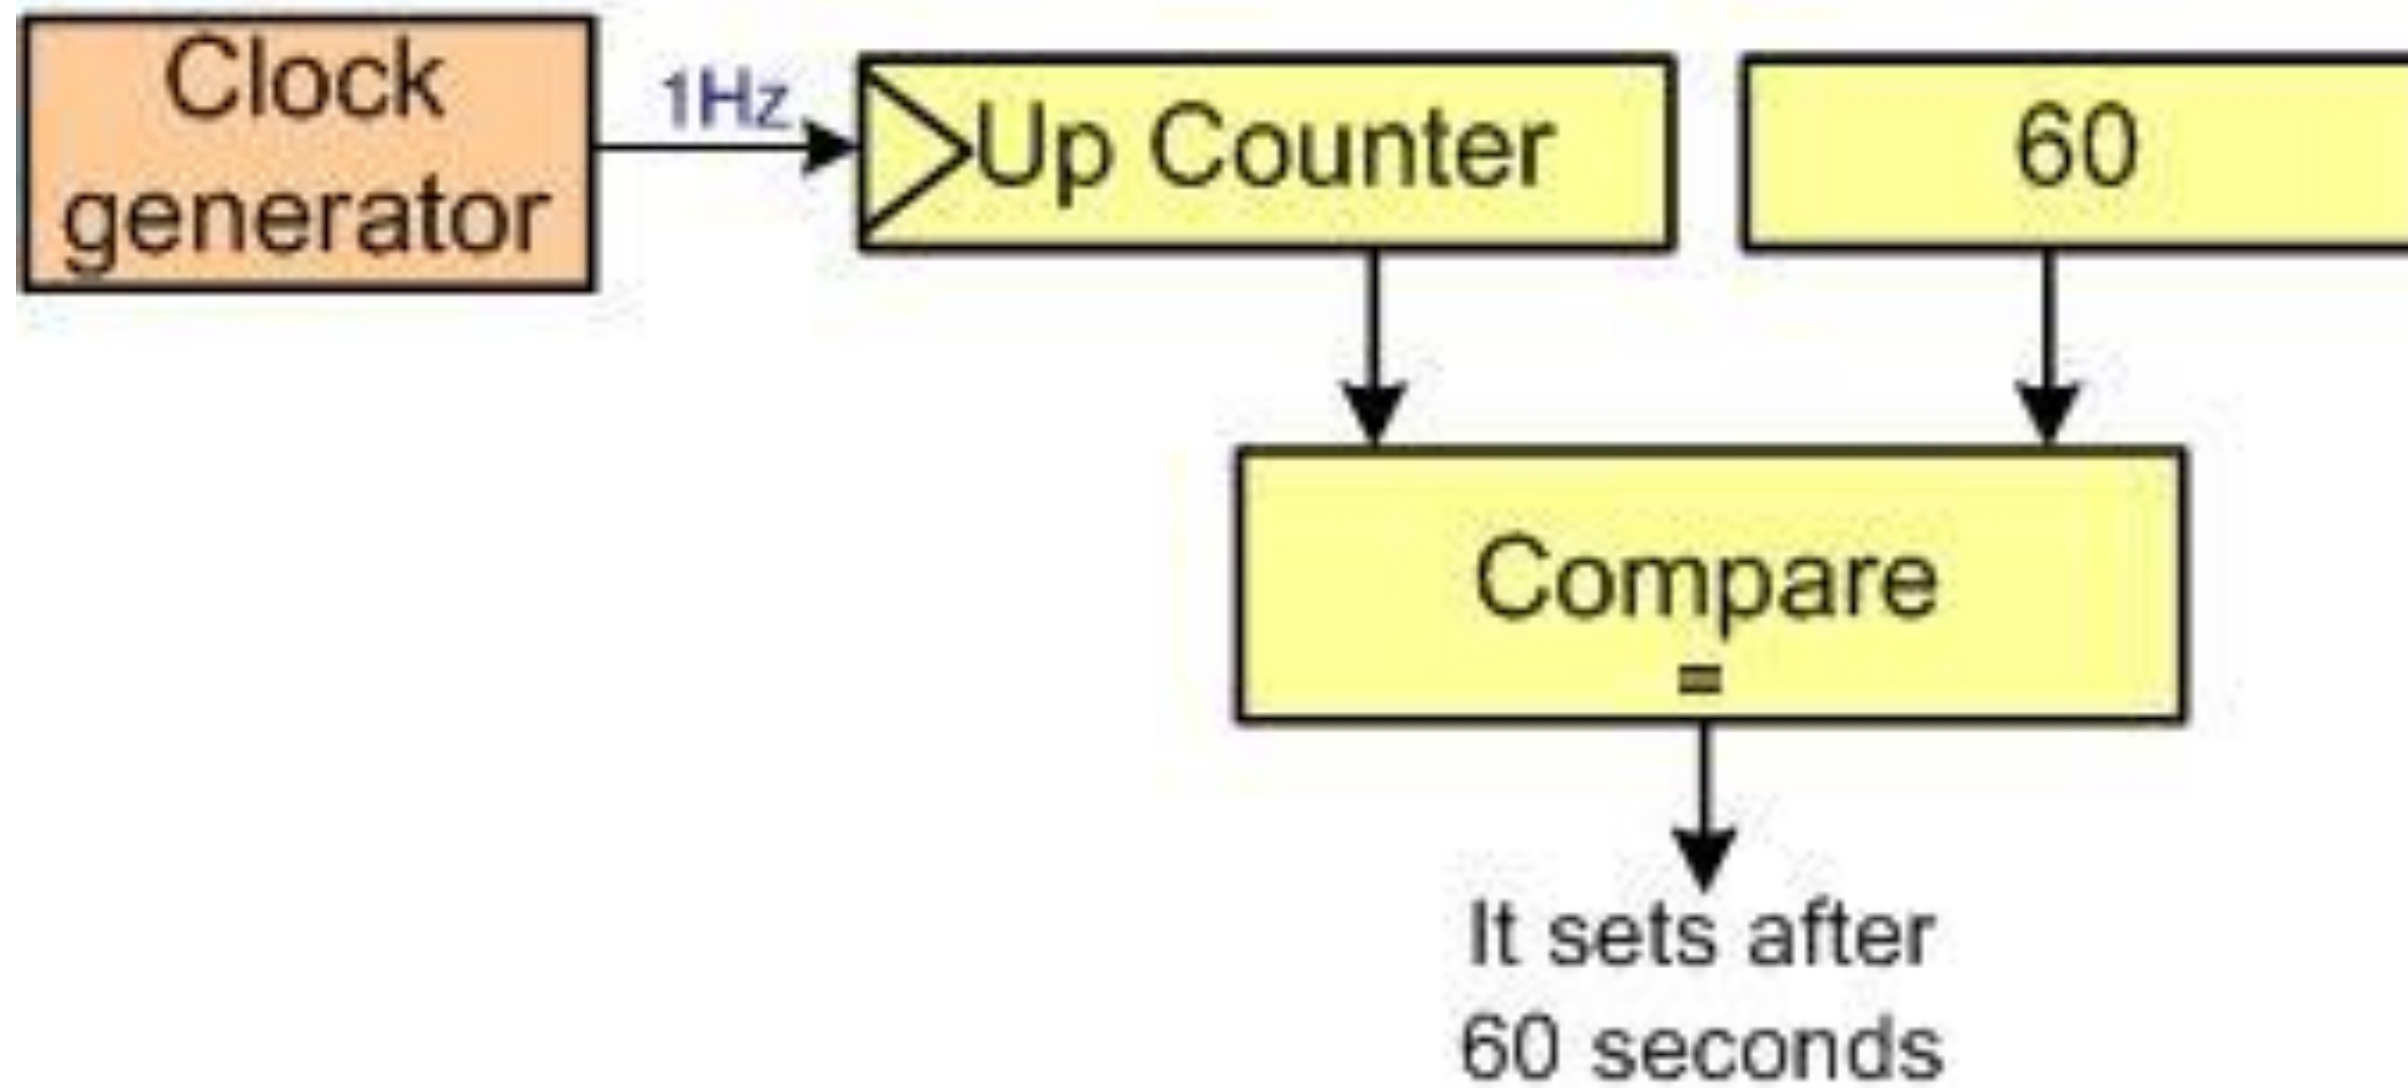 Clock
generator
1Hz
Up Counter
60
Compare
=
It sets after
60 seconds